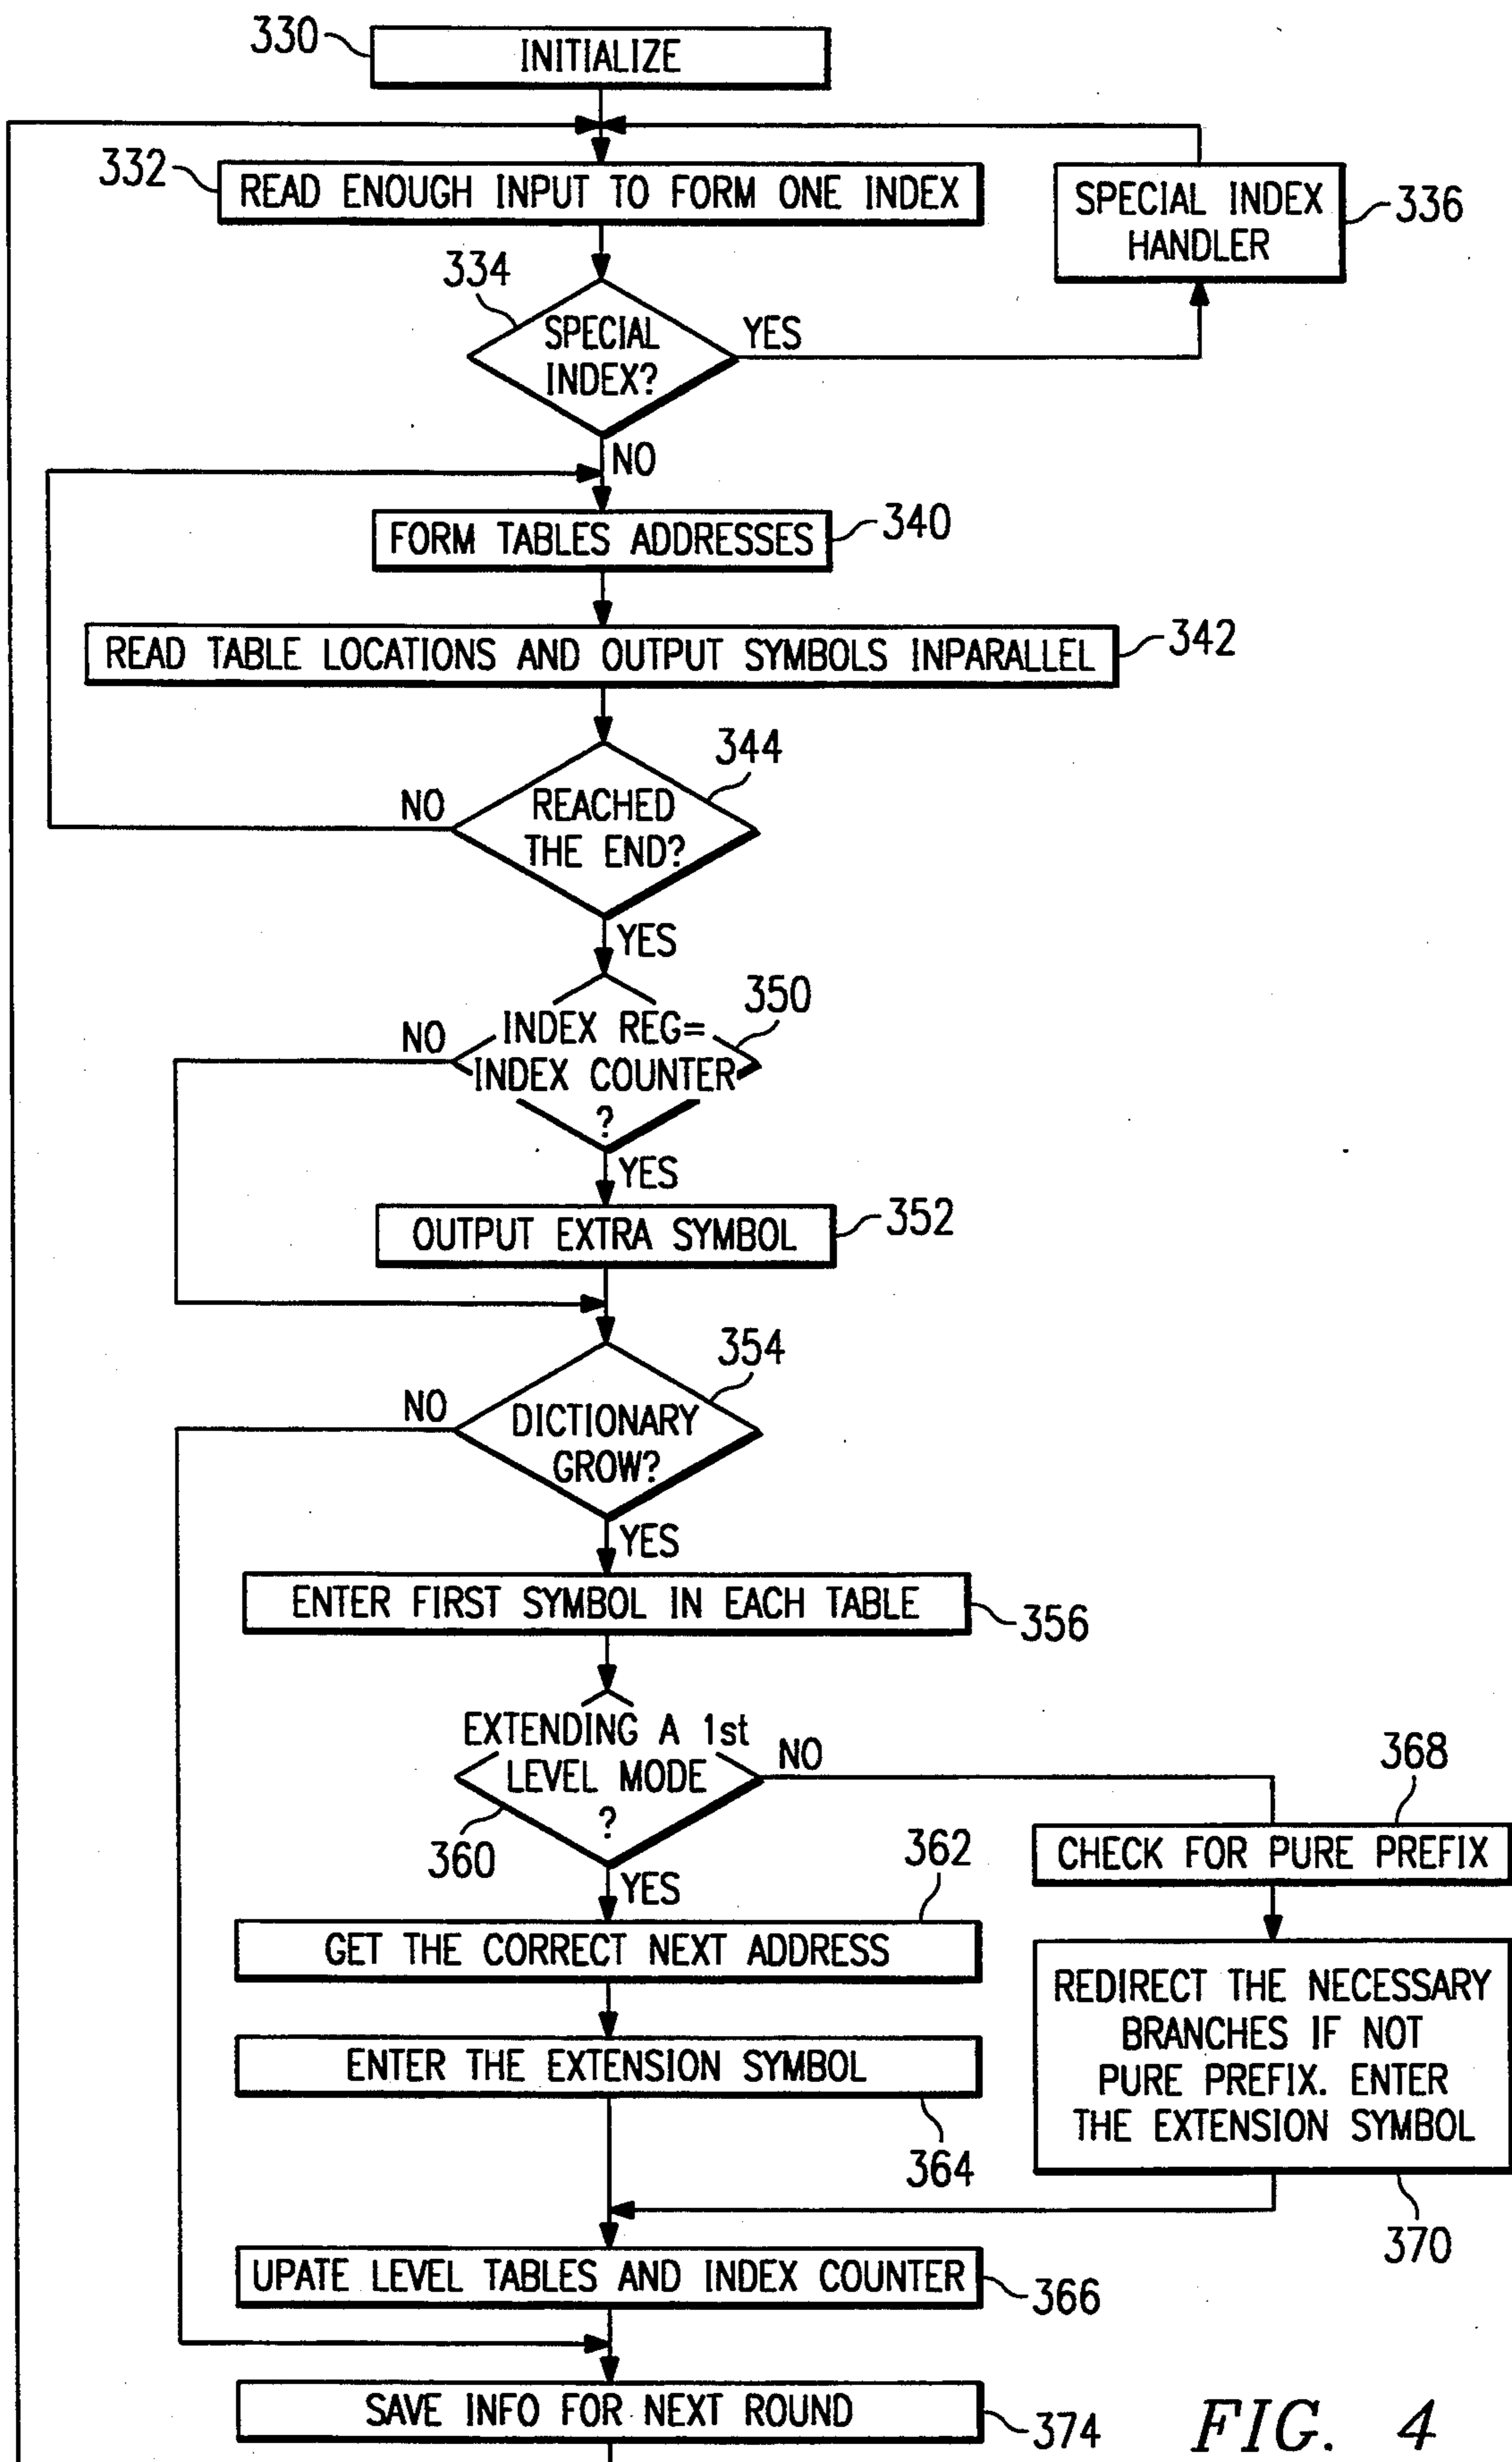 330
INITIALIZE
332
READ ENOUGH INPUT TO FORM ONE INDEX
SPECIAL INDEX
HANDLER
336
334
SPECIAL
INDEX?
YES
NO
FORM TABLES ADDRESSES
340
READ TABLE LOCATIONS AND OUTPUT SYMBOLS INPARALLEL
342
344
NO
REACHED
THE END?
YES
350
NO
INDEX REG=
INDEX COUNTER
?
YES
OUTPUT EXTRA SYMBOL
352
354
NO
DICTIONARY
GROW?
YES
ENTER FIRST SYMBOL IN EACH TABLE
356
EXTENDING A 1st
LEVEL MODE
?
NO
360
YES
368
CHECK FOR PURE PREFIX
362
GET THE CORRECT NEXT ADDRESS
REDIRECT THE NECESSARY
BRANCHES IF NOT
PURE PREFIX. ENTER
THE EXTENSION SYMBOL
370
ENTER THE EXTENSION SYMBOL
364
UPATE LEVEL TABLES AND INDEX COUNTER
366
SAVE INFO FOR NEXT ROUND
374
FIG. 4